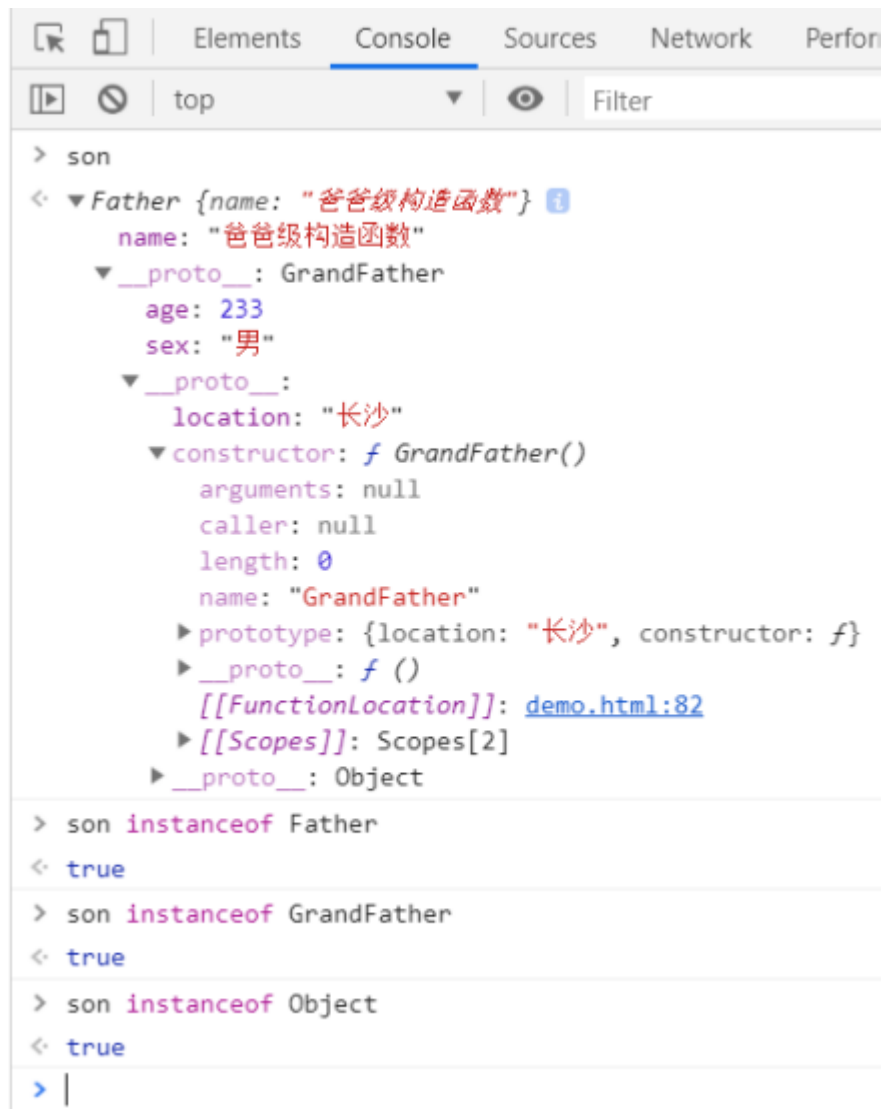 Elements Console Sources Network Perfor
top Filter
> son
Father {name: "爸爸级构造函数"}
name: "爸爸级构造函数"
__proto__: GrandFather
age: 233
sex: "男"
__proto__:
location: "长沙"
constructor: ƒ GrandFather()
arguments: null
caller: null
length: 0
name: "GrandFather"
prototype: {location: "长沙", constructor: ƒ}
__proto__: ƒ ()
[[FunctionLocation]]: demo.html:82
[[Scopes]]: Scopes[2]
__proto__: Object
> son instanceof Father
true
> son instanceof GrandFather
true
> son instanceof Object
true
>